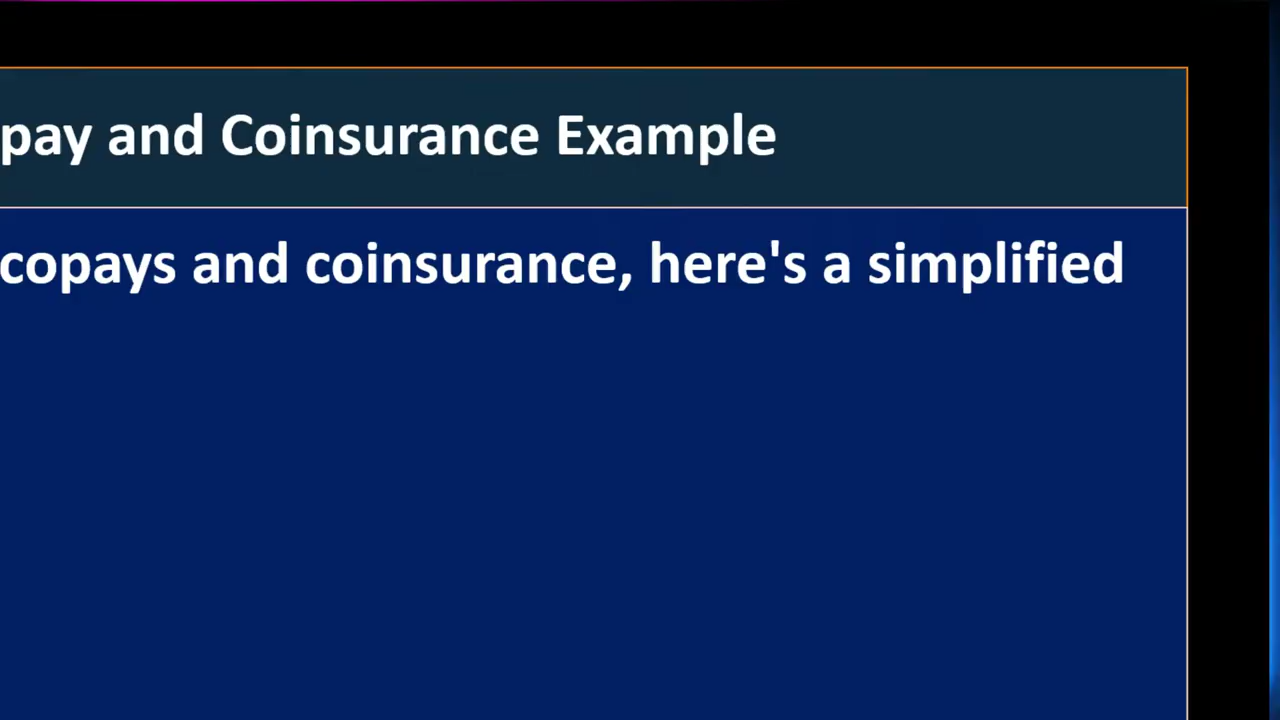 pay and Coinsurance Example
copays and coinsurance, here's a simplified